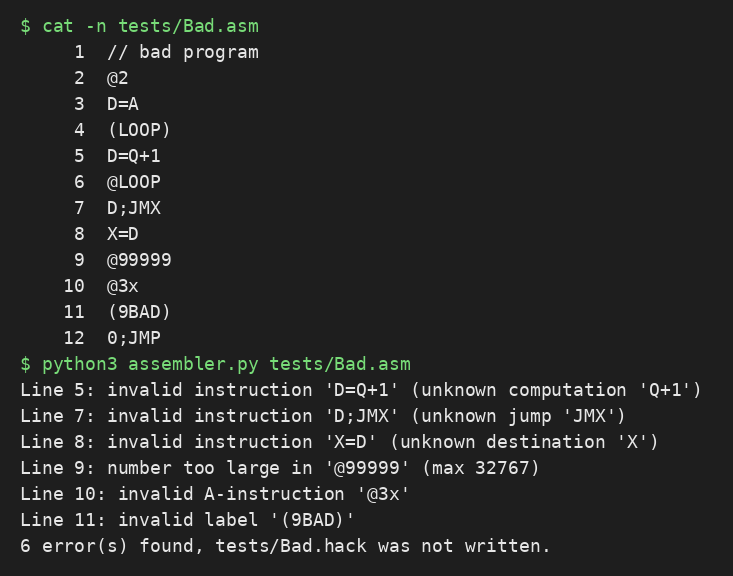 $ cat -n tests/Bad.asm
     1  // bad program
     2  @2
     3  D=A
     4  (LOOP)
     5  D=Q+1
     6  @LOOP
     7  D;JMX
     8  X=D
     9  @99999
    10  @3x
    11  (9BAD)
    12  0;JMP
$ python3 assembler.py tests/Bad.asm
Line 5: invalid instruction 'D=Q+1' (unknown computation 'Q+1')
Line 7: invalid instruction 'D;JMX' (unknown jump 'JMX')
Line 8: invalid instruction 'X=D' (unknown destination 'X')
Line 9: number too large in '@99999' (max 32767)
Line 10: invalid A-instruction '@3x'
Line 11: invalid label '(9BAD)'
6 error(s) found, tests/Bad.hack was not written.